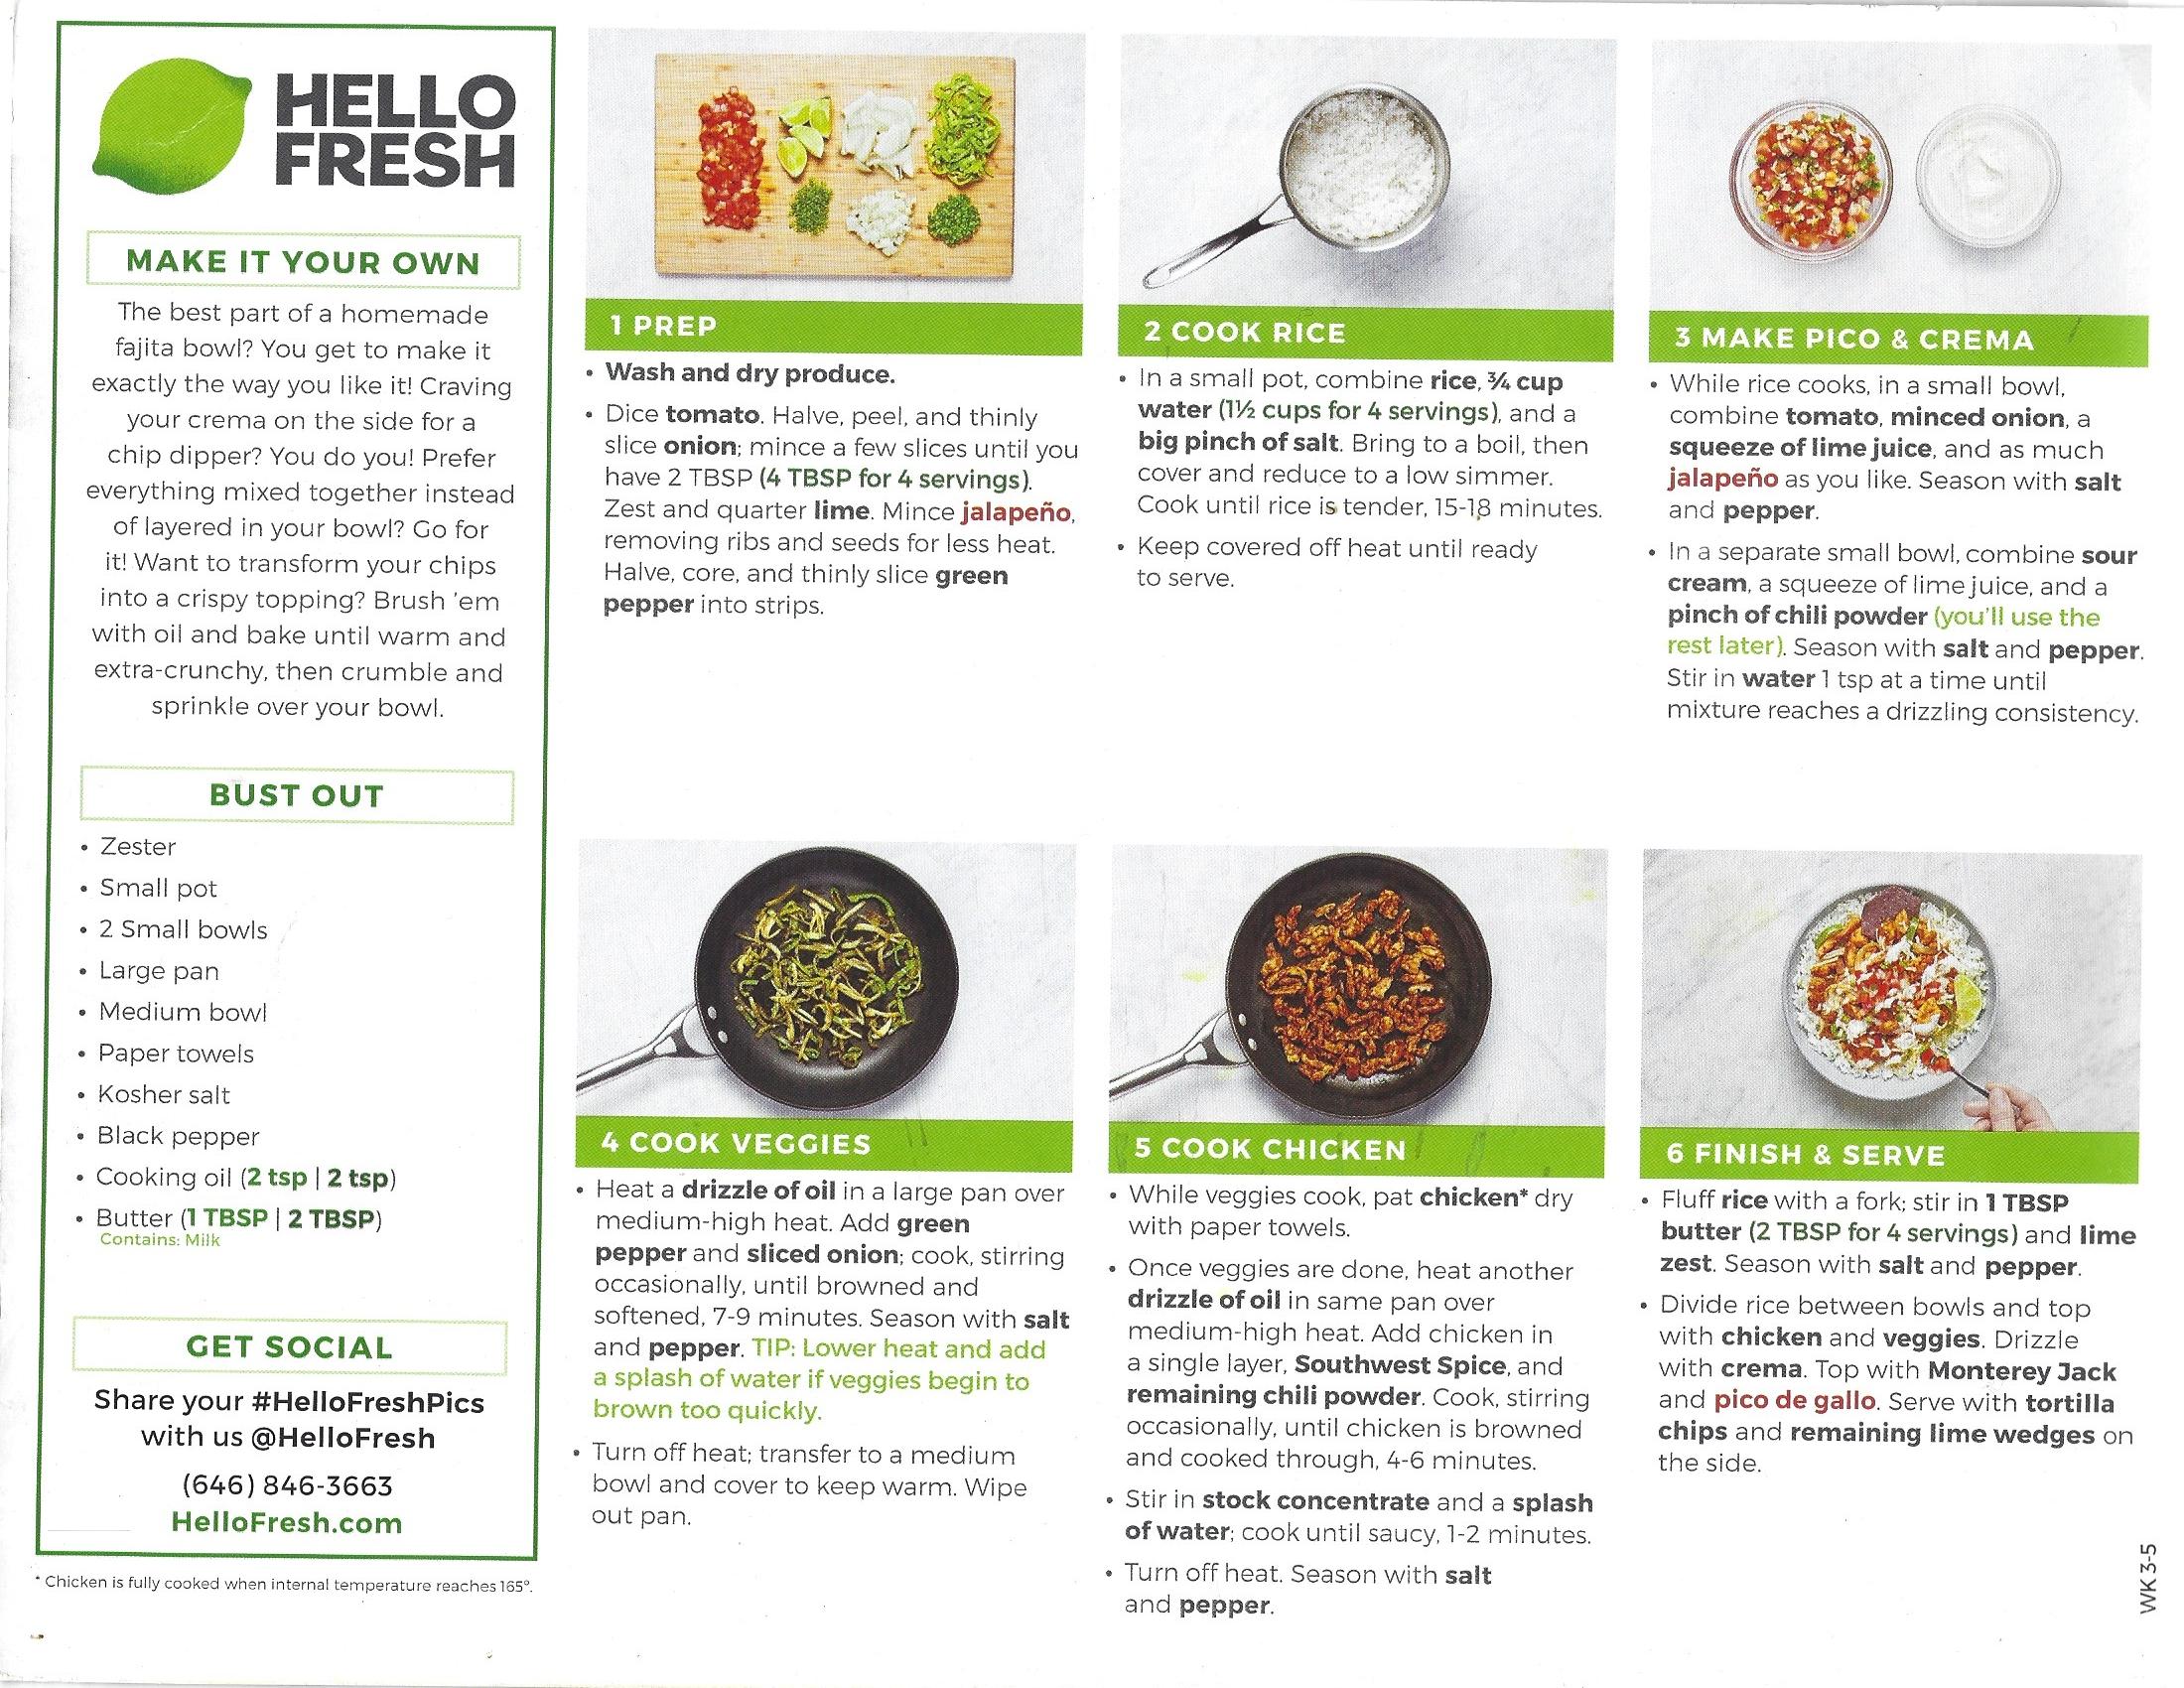 HELLO
FRESH
MAKE IT YOUR OWN
The best part of a homemade
fajita bowl? You get to make it
exactly the way you like it! Craving
your crema on the side for a
chip dipper? You do you! Prefer
everything mixed together instead
of layered in your bowl? Go for
it! Want to transform your chips
into a crispy topping? Brush 'em
with oil and bake until warm and
extra-crunchy, then crumble and
sprinkle over your bowl.
BUST OUT
• Zester
• Small pot
• 2 Small bowls
• Large pan
• Medium bowl
• Paper towels
• Kosher salt
• Black pepper
• Cooking oil (2 tsp | 2 tsp)
• Butter (1 TBSP | 2 TBSP)
Contains: Milk
GET SOCIAL
Share your #HelloFreshPics
with us @HelloFresh
(646) 846-3663
HelloFresh.com
* Chicken is fully cooked when internal temperature reaches 165°.
1 PREP
• Wash and dry produce.
• Dice tomato. Halve, peel, and thinly
slice onion; mince a few slices until you
have 2 TBSP (4 TBSP for 4 servings).
Zest and quarter lime. Mince jalapeño,
removing ribs and seeds for less heat.
Halve, core, and thinly slice green
pepper into strips.
2 COOK RICE
• In a small pot, combine rice, ¾ cup
water (1½ cups for 4 servings), and a
big pinch of salt. Bring to a boil, then
cover and reduce to a low simmer.
Cook until rice is tender, 15-18 minutes.
• Keep covered off heat until ready
to serve.
3 MAKE PICO & CREMA
• While rice cooks, in a small bowl,
combine tomato, minced onion, a
squeeze of lime juice, and as much
jalapeño as you like. Season with salt
and pepper.
• In a separate small bowl, combine sour
cream, a squeeze of lime juice, and a
pinch of chili powder (you'll use the
rest later). Season with salt and pepper.
Stir in water 1 tsp at a time until
mixture reaches a drizzling consistency.
4 COOK VEGGIES
• Heat a drizzle of oil in a large pan over
medium-high heat. Add green
pepper and sliced onion; cook, stirring
occasionally, until browned and
softened, 7-9 minutes. Season with salt
and pepper. TIP: Lower heat and add
a splash of water if veggies begin to
brown too quickly.
• Turn off heat; transfer to a medium
bowl and cover to keep warm. Wipe
out pan.
5 COOK CHICKEN
• While veggies cook, pat chicken* dry
with paper towels.
• Once veggies are done, heat another
drizzle of oil in same pan over
medium-high heat. Add chicken in
a single layer, Southwest Spice, and
remaining chili powder. Cook, stirring
occasionally, until chicken is browned
and cooked through, 4-6 minutes.
• Stir in stock concentrate and a splash
of water; cook until saucy, 1-2 minutes.
• Turn off heat. Season with salt
and pepper.
6 FINISH & SERVE
• Fluff rice with a fork; stir in 1 TBSP
butter (2 TBSP for 4 servings) and lime
zest. Season with salt and pepper.
• Divide rice between bowls and top
with chicken and veggies. Drizzle
with crema. Top with Monterey Jack
and pico de gallo. Serve with tortilla
chips and remaining lime wedges on
the side.
WK 3-5